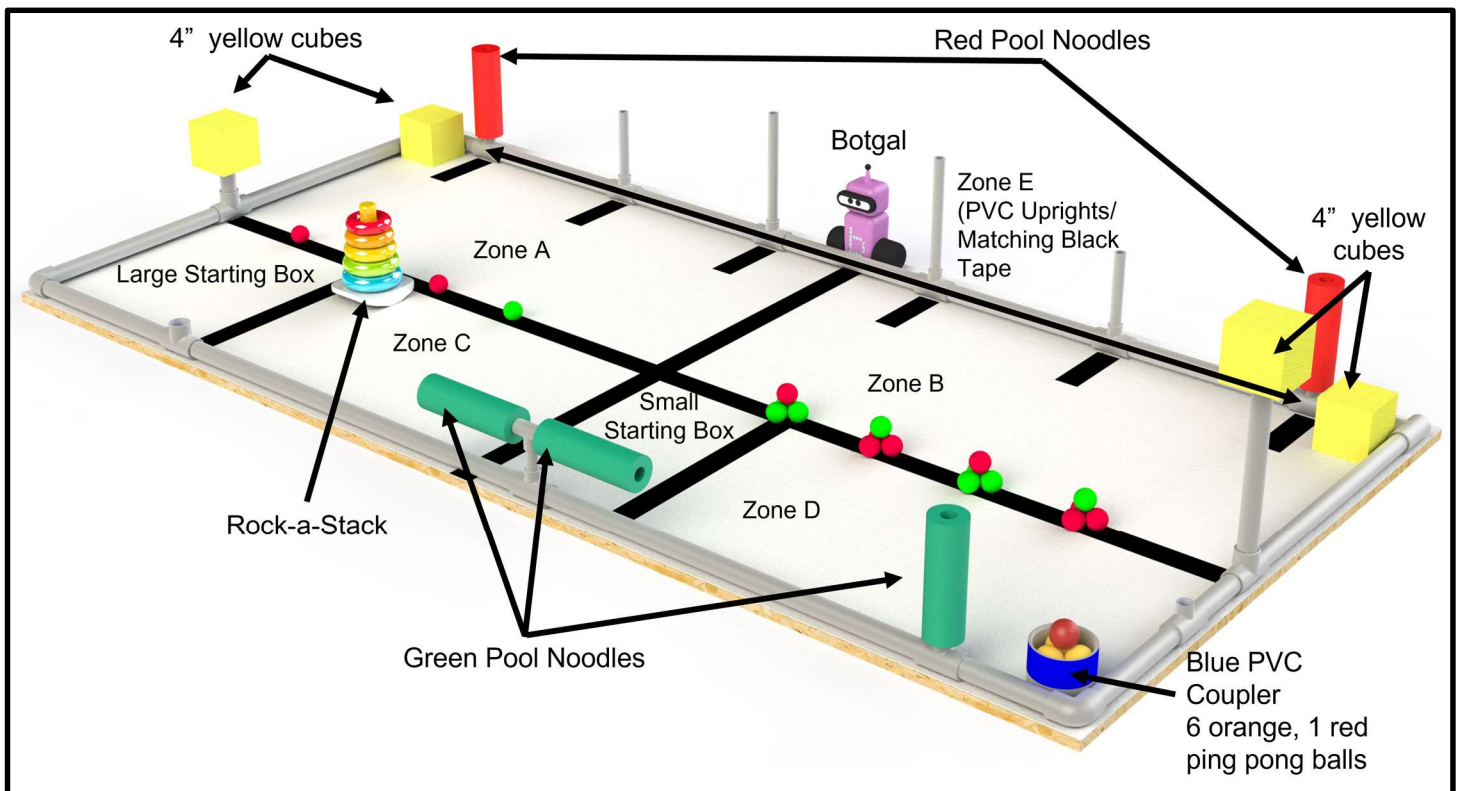 4” yellow cubes
Red Pool Noodles
Botgal
Zone E
(PVC Uprights/
Matching Black
Tape
4” yellow
cubes
Zone A
Large Starting Box
Zone C
Zone B
Small
Starting Box
Zone D
Rock-a-Stack
Green Pool Noodles
Blue PVC
Coupler
6 orange, 1 red
ping pong balls